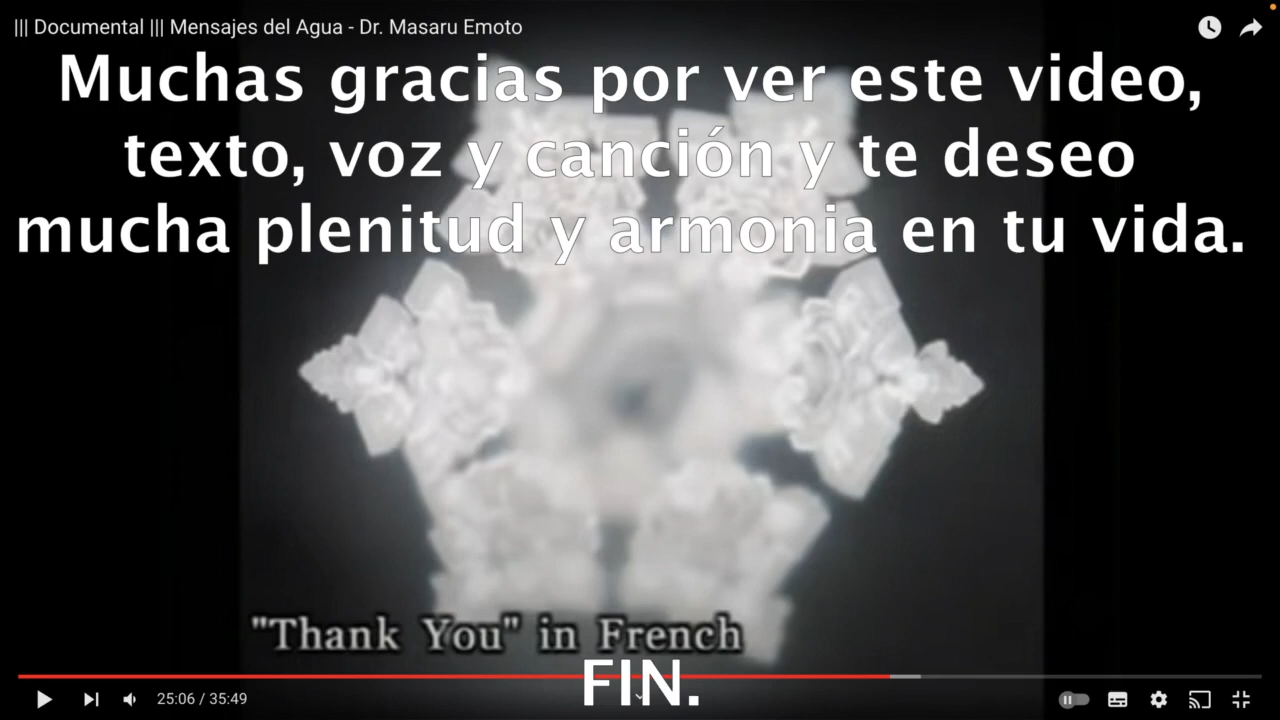 ||| Documental ||| Mensajes del Agua - Dr. Masaru Emoto
Muchas gracias por ver este video,
texto, voz y canción y te deseo
mucha plenitud y armonia en tu vida.
"Thank You" in French
FIN.
25:06 / 35:49